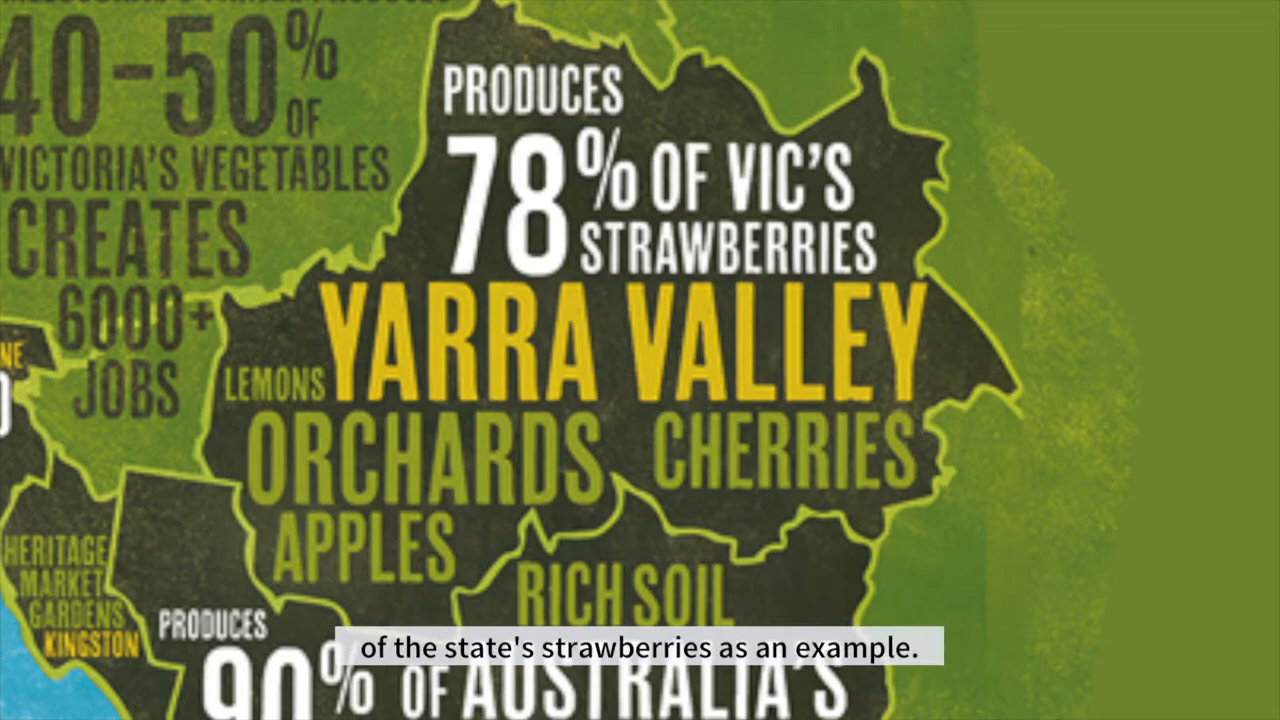 40-50%
OF
VICTORIA'S VEGETABLES
CREATES
6000+
JOBS
PRODUCES
78% OF VIC'S
STRAWBERRIES
YARRA VALLEY
LEMONS
ORCHARDS CHERRIES
APPLES
RICH SOIL
HERITAGE
MARKET
GARDENS
KINGSTON
PRODUCES
90% OF AUSTRALIA'S
of the state's strawberries as an example.